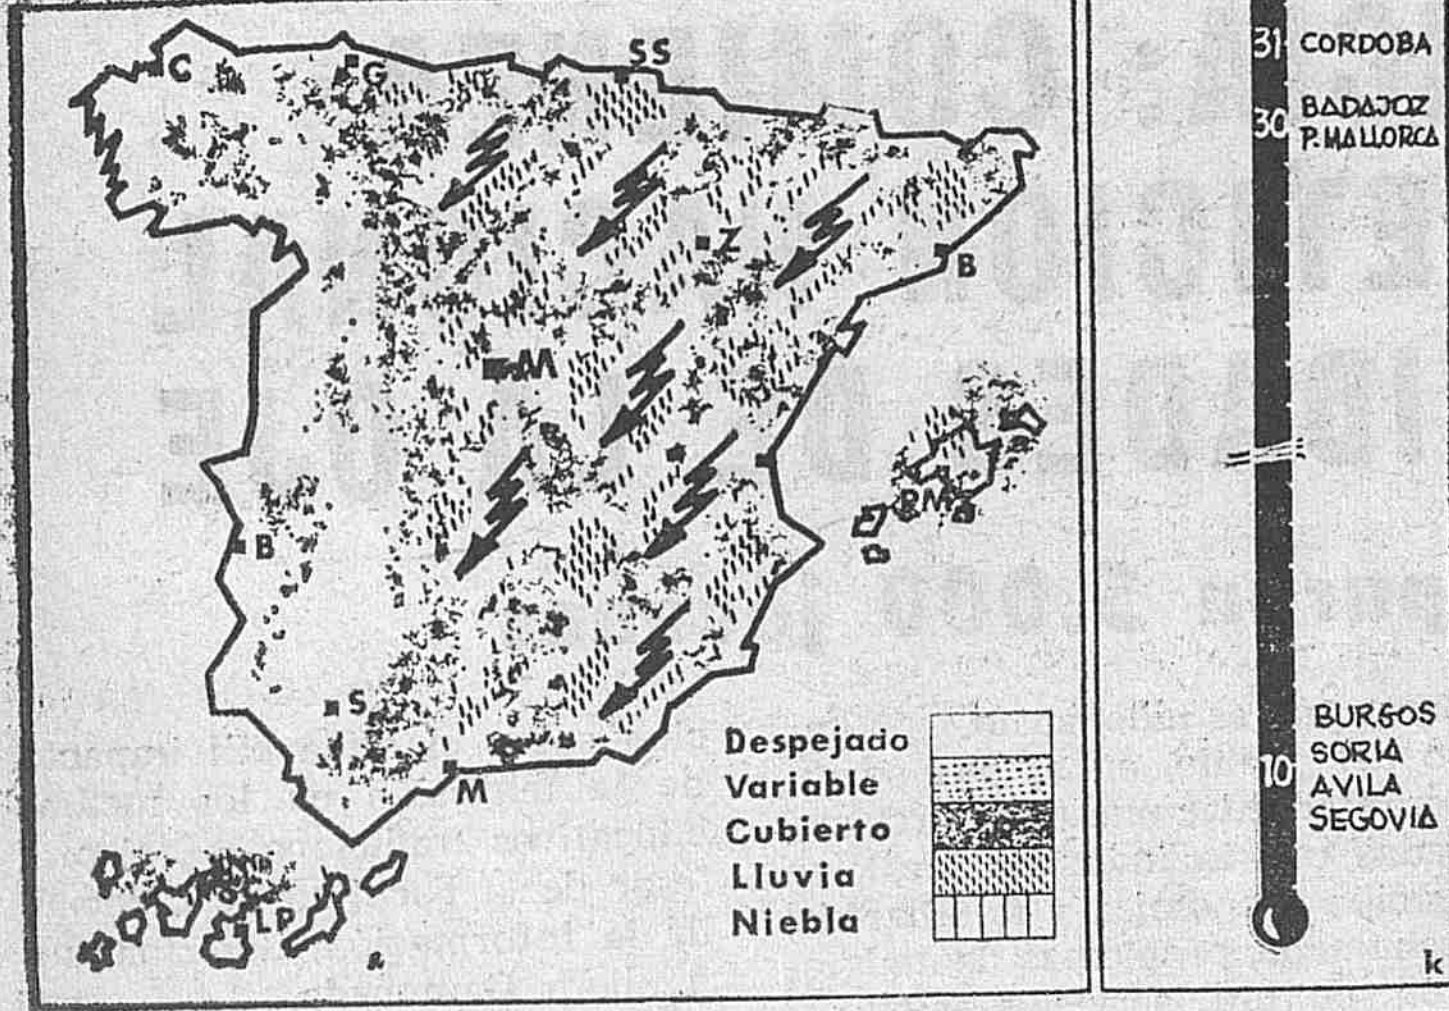 SS
C
G
Z
B
M
PM
B
S
M
LP
Despejado
Variable
Cubierto
Lluvia
Niebla
31 CORDOBA
30 BADAJOZ
P. MALLORCA
10 BURGOS
SORIA
AVILA
SEGOVIA
k